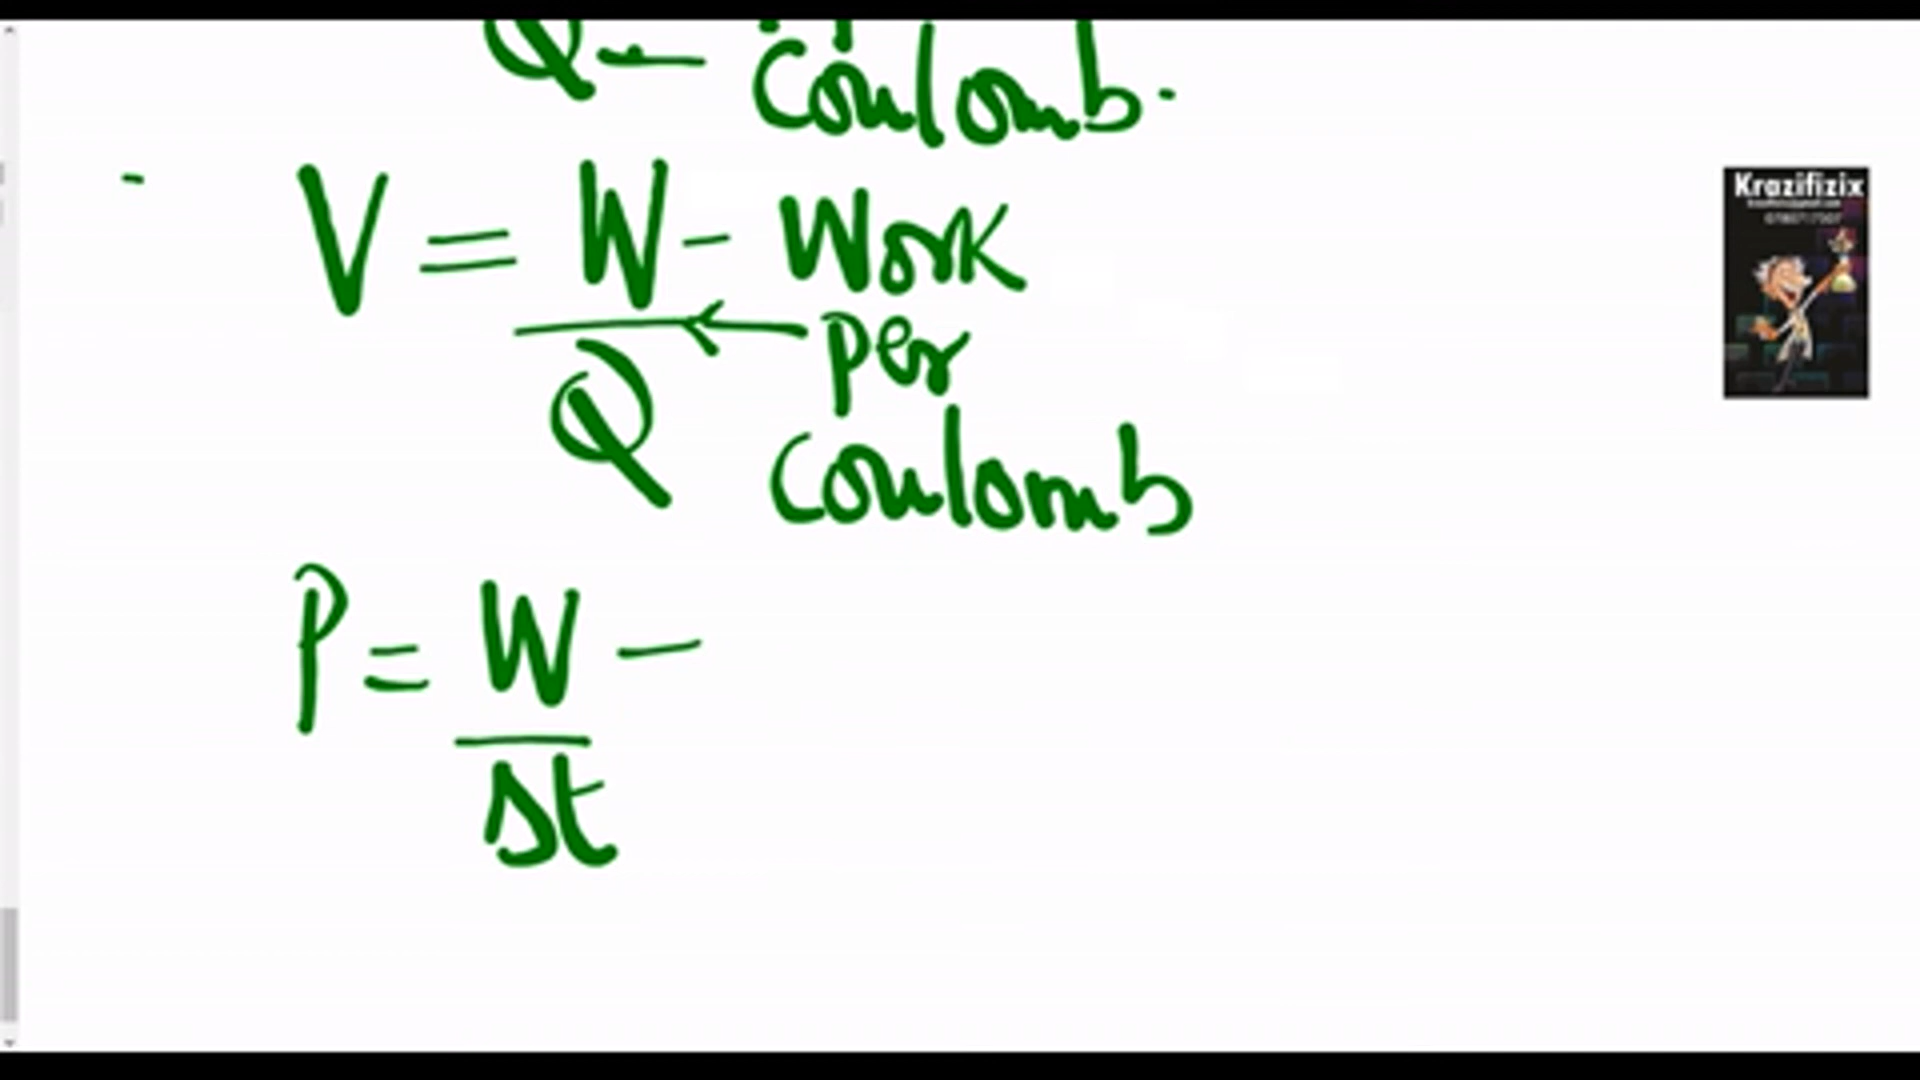 Q — Coulomb.
- V = W - Work
per
Q Coulomb
P = W -
Δt
Krazifizix